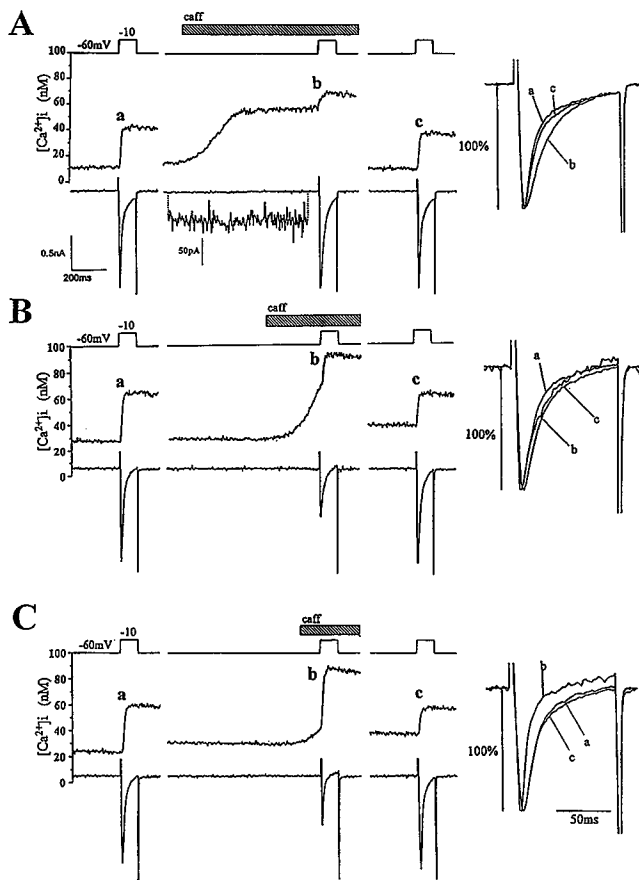 A
caff
-60mV
-10
100
80
60
40
20
0
[Ca2+]i (nM)
a
b
c
0.5nA
200ms
50pA
100%
a
c
b
B
caff
-60mV
-10
100
80
60
40
20
0
[Ca2+]i (nM)
a
b
c
100%
a
c
b
C
caff
-60mV
-10
100
80
60
40
20
0
[Ca2+]i (nM)
a
b
c
100%
b
a
c
50ms